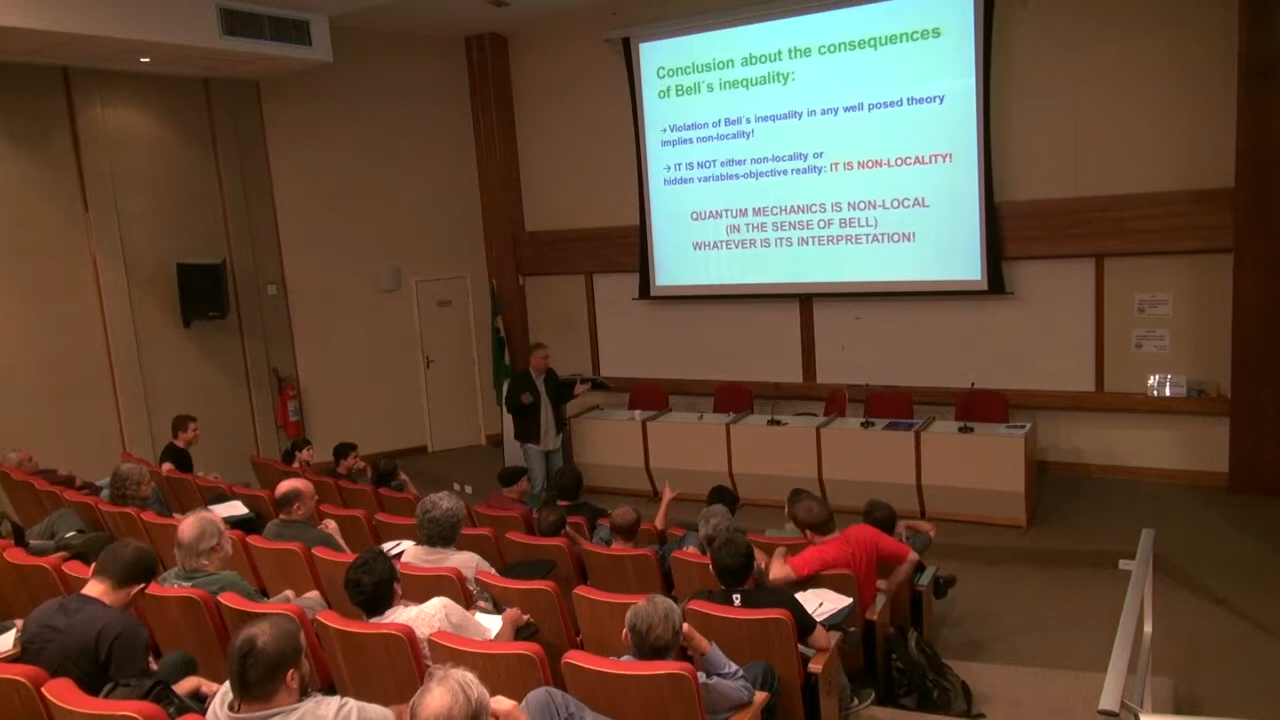 Conclusion about the consequences
of Bell´s inequality:
→ Violation of Bell´s inequality in any well posed theory
implies non-locality!
→ IT IS NOT either non-locality or
hidden variables-objective reality: IT IS NON-LOCALITY!
QUANTUM MECHANICS IS NON-LOCAL
(IN THE SENSE OF BELL)
WHATEVER IS ITS INTERPRETATION!